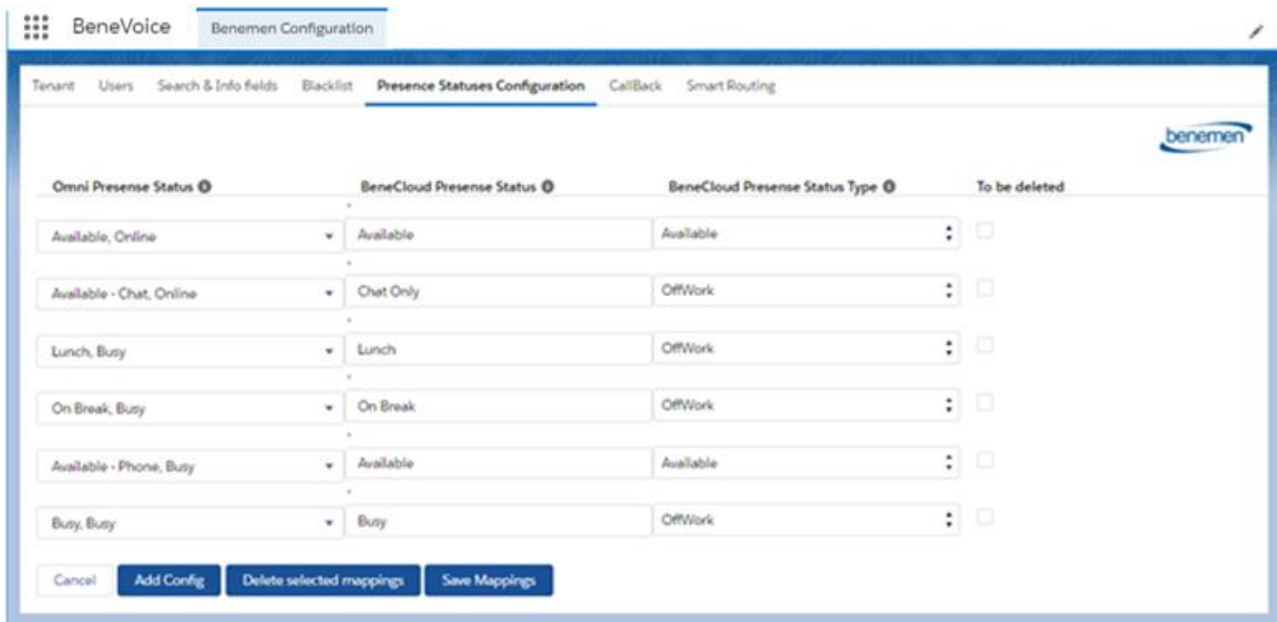 BeneVoice Benemen Configuration
Tenant Users Search & Info fields Blacklist Presence Statuses Configuration CallBack Smart Routing
benemen
Omni Presense Status BeneCloud Presense Status BeneCloud Presense Status Type To be deleted
*
Available, Online Available Available
*
Available - Chat, Online Chat Only OffWork
*
Lunch, Busy Lunch OffWork
*
On Break, Busy On Break OffWork
*
Available - Phone, Busy Available Available
*
Busy, Busy Busy OffWork
Cancel Add Config Delete selected mappings Save Mappings